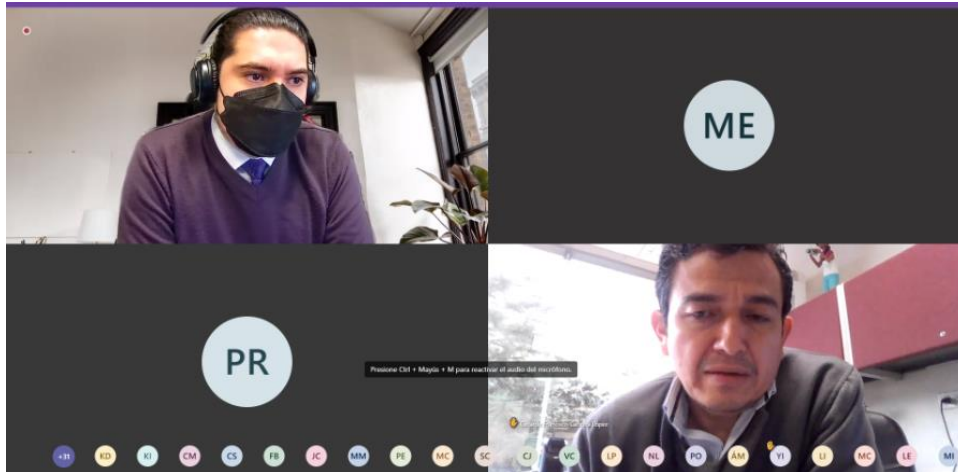 ME
PR
Presione Ctrl + Mayús + M para reactivar el audio del micrófono.
+31 KD KI CM CS FB JC MM PE MC SC CJ VC LP NL PO ÁM YI LI MC LE MI